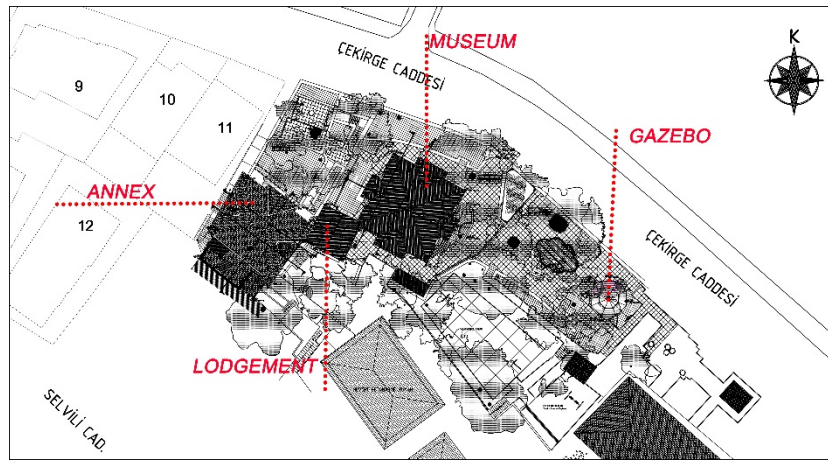 K
MUSEUM
ÇEKİRGE CADDESİ
9
10
11
GAZEBO
ANNEX
12
ÇEKİRGE CADDESİ
LODGEMENT
SELVİLİ CAD.